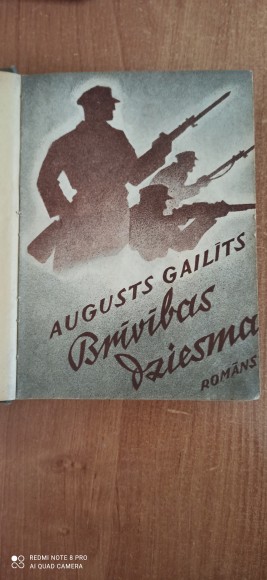 AUGUSTS GAILĪTS
Brīvības
dziesma
ROMĀNS
REDMI NOTE 8 PRO
AI QUAD CAMERA